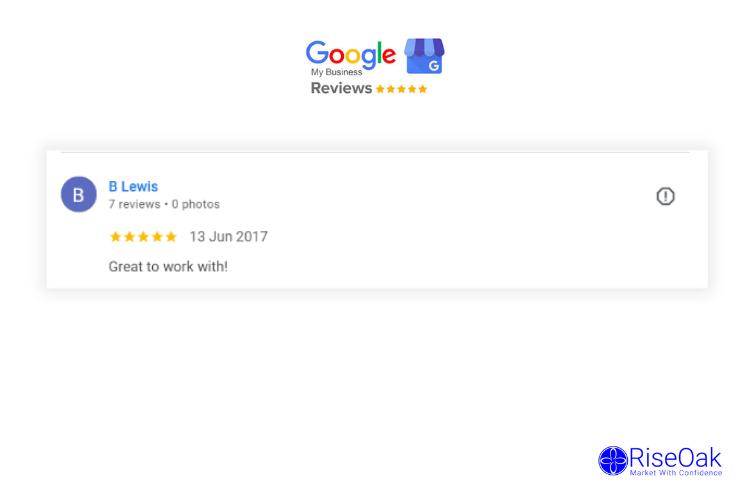 Google
My Business
G
Reviews
B
B Lewis
7 reviews • 0 photos
13 Jun 2017
Great to work with!
RiseOak
Market With Confidence